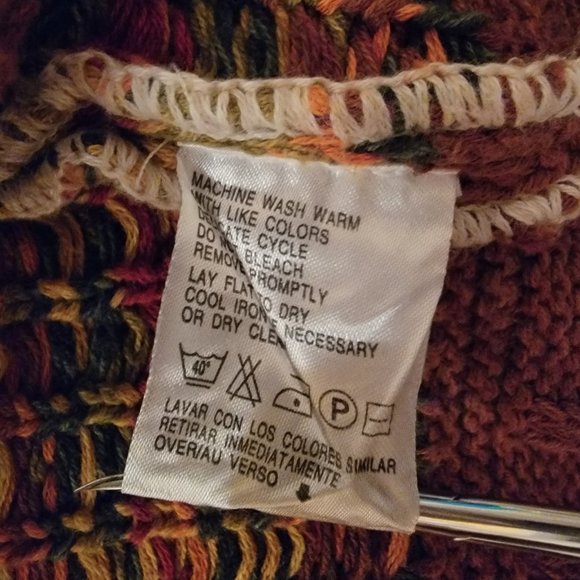 MACHINE WASH WARM
WITH LIKE COLORS
CYCLE
DO BLEACH
REMOVE PROMPTLY
LAY FLAT TO DRY
COOL IRON NECESSARY
OR DRY CLEAN
40° P
LAVAR CON LOS COLORES SIMILAR
RETIRAR INMEDIATAMENTE
OVER/AU VERSO